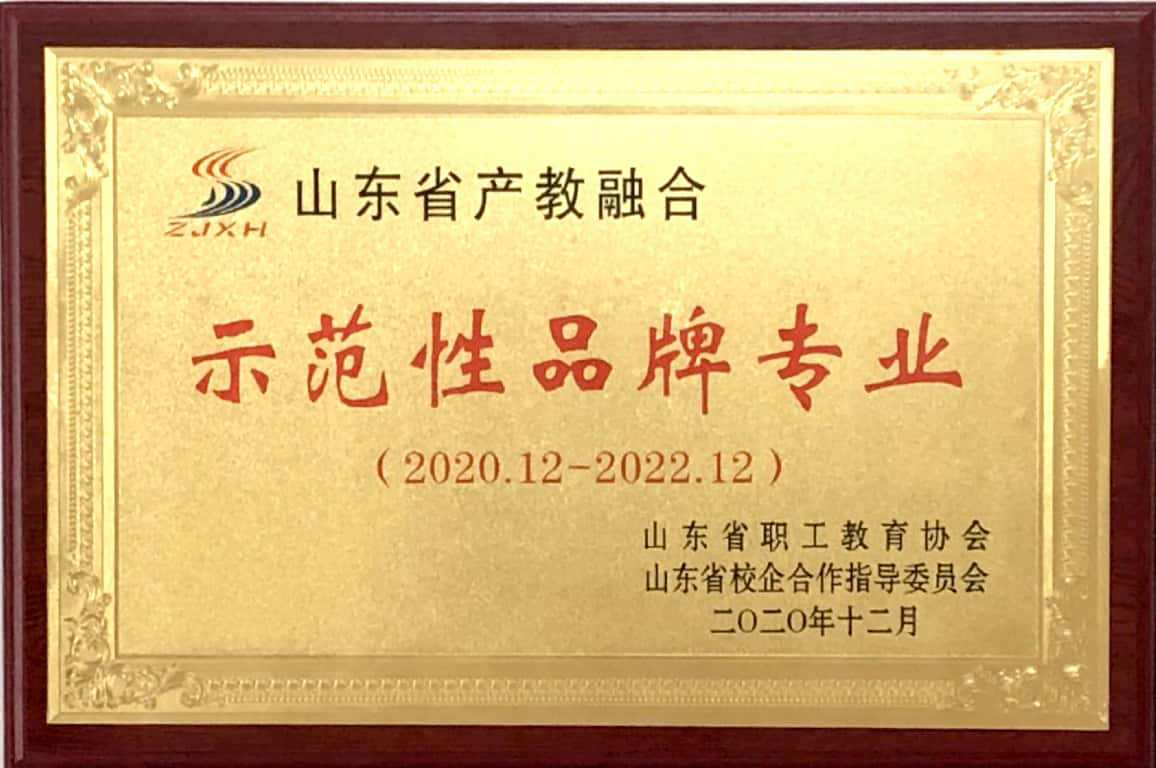 ZJXH
山东省产教融合
示范性品牌专业
（2020.12-2022.12）
山东省职工教育协会
山东省校企合作指导委员会
二〇二〇年十二月